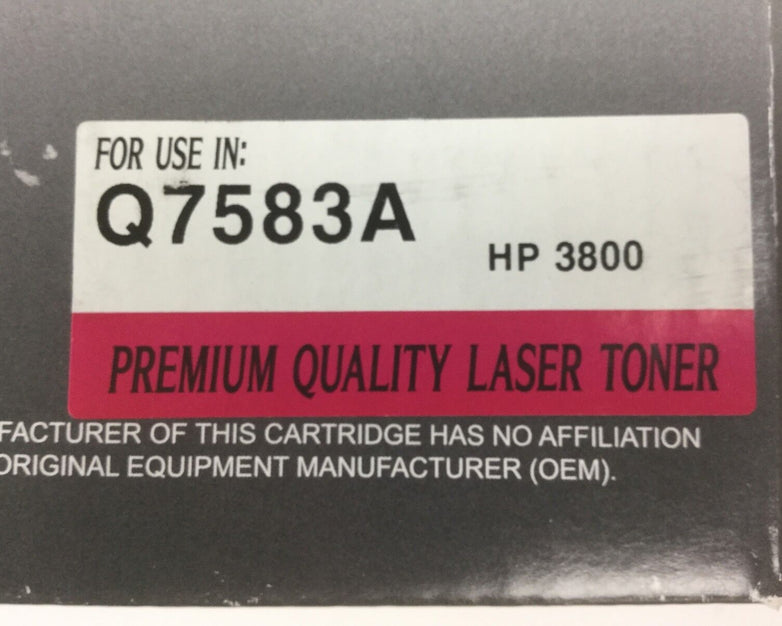 FOR USE IN:
Q7583A
HP 3800
PREMIUM QUALITY LASER TONER
OF THIS CARTRIDGE HAS NO AFFILIATION
ORIGINAL EQUIPMENT MANUFACTURER (OEM).